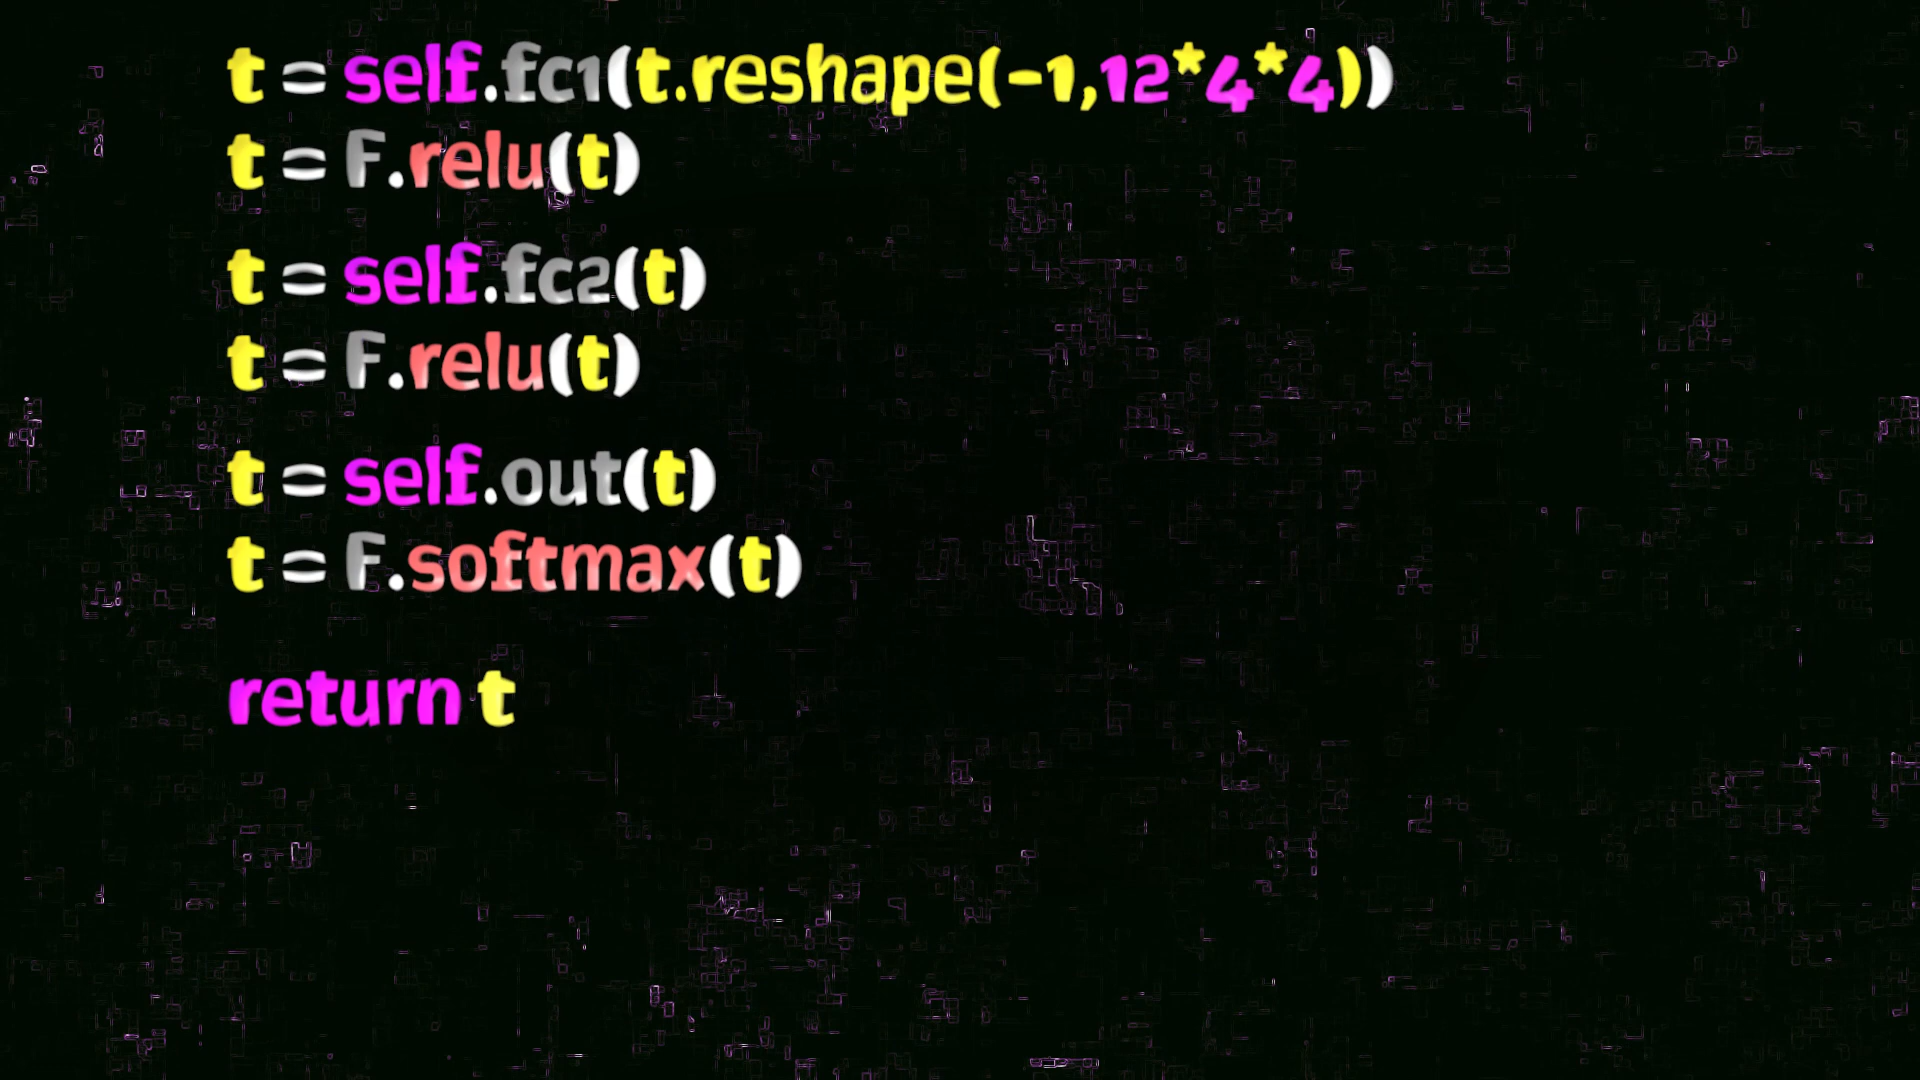 t = self.fc1(t.reshape(-1,12*4*4))
t = F.relu(t)
t = self.fc2(t)
t = F.relu(t)
t = self.out(t)
t = F.softmax(t)
return t